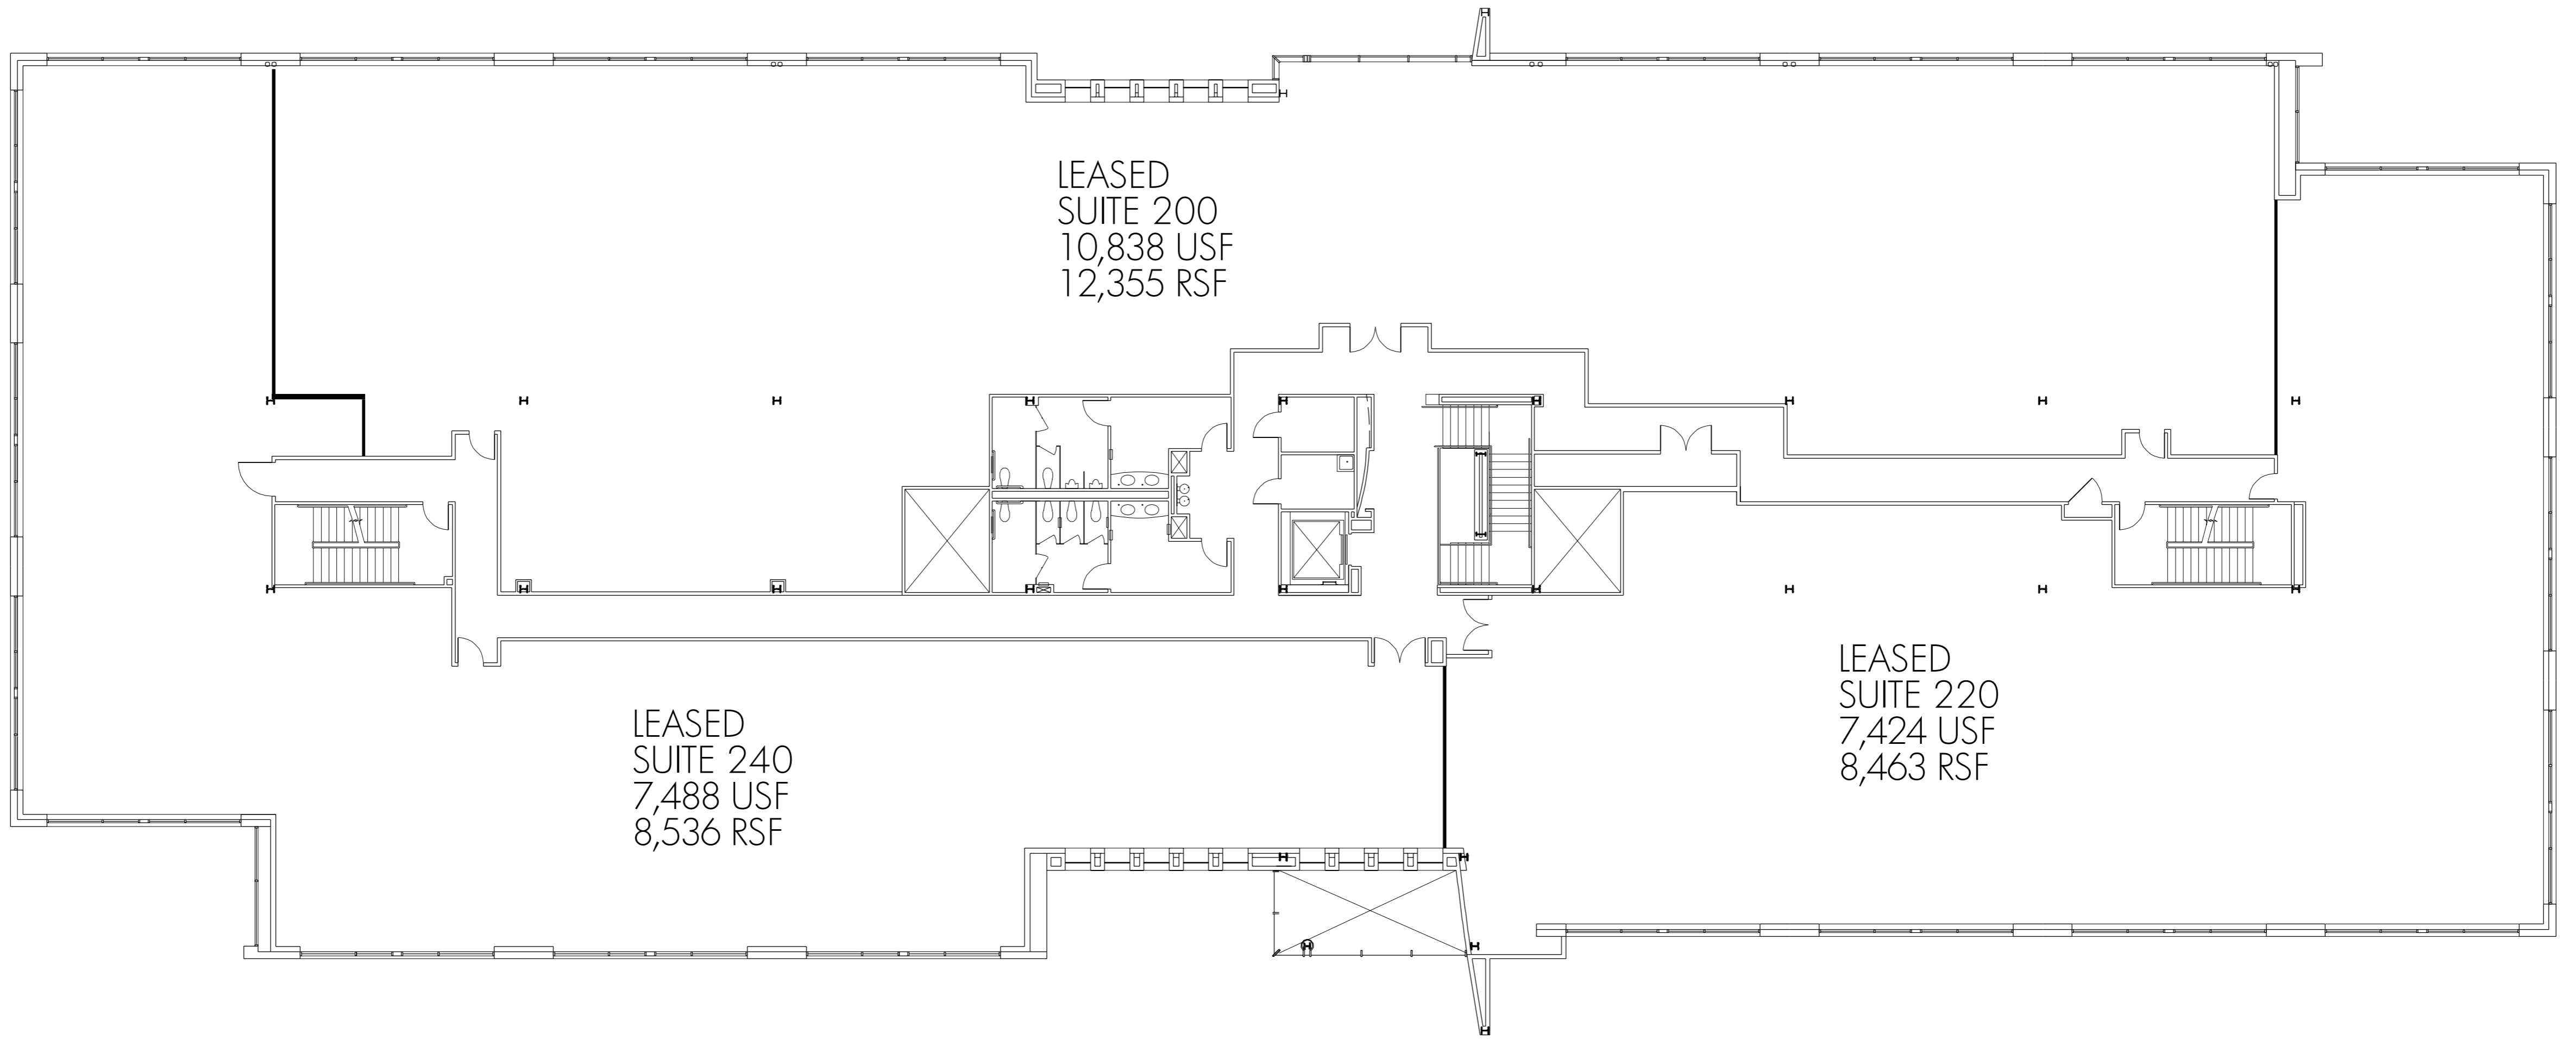 LEASED
SUITE 200
10,838 USF
12,355 RSF
LEASED
SUITE 220
7,424 USF
8,463 RSF
LEASED
SUITE 240
7,488 USF
8,536 RSF